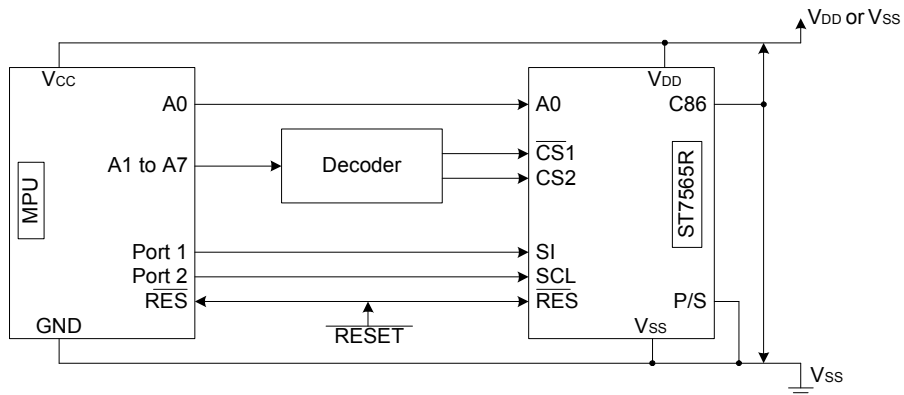 VDD or VSS
VCC
VDD
A0
A0
C86
A1 to A7
Decoder
CS1
CS2
MPU
ST7565R
Port 1
SI
Port 2
SCL
RES
RES
P/S
GND
RESET
VSS
VSS